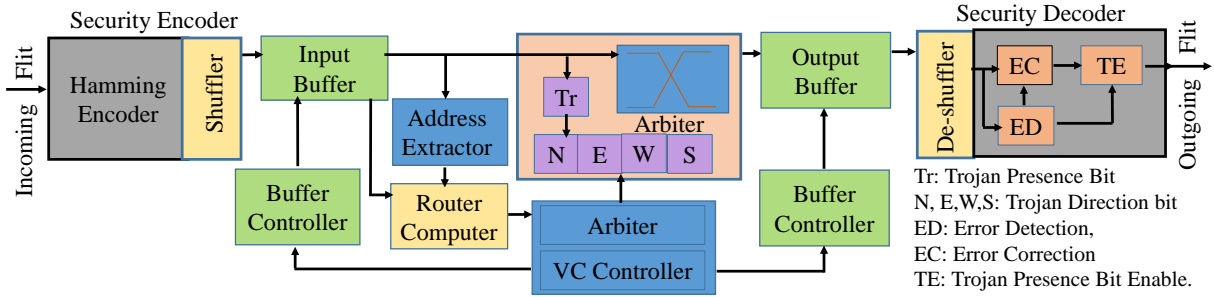 Security Encoder
Incoming Flit
Hamming
Encoder
Shuffler
Input
Buffer
Address
Extractor
Buffer
Controller
Router
Computer
Tr
Arbiter
N E W S
Arbiter
VC Controller
Output
Buffer
Buffer
Controller
Security Decoder
De-shuffler
EC
TE
ED
Outgoing Flit
Tr: Trojan Presence Bit
N, E,W,S: Trojan Direction bit
ED: Error Detection,
EC: Error Correction
TE: Trojan Presence Bit Enable.